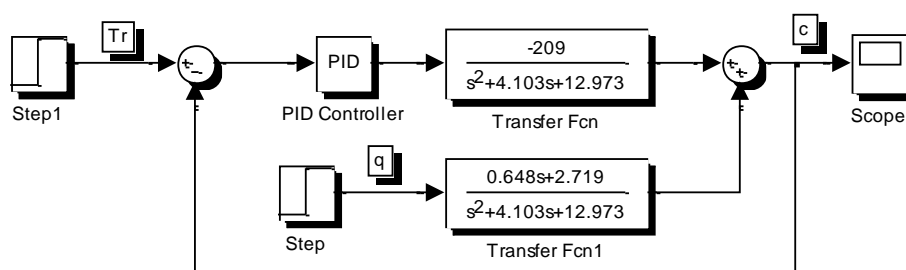 Tr
c
Step1
+
−
PID
PID Controller
-209
s²+4.103s+12.973
Transfer Fcn
+
+
Scope
q
Step
0.648s+2.719
s²+4.103s+12.973
Transfer Fcn1